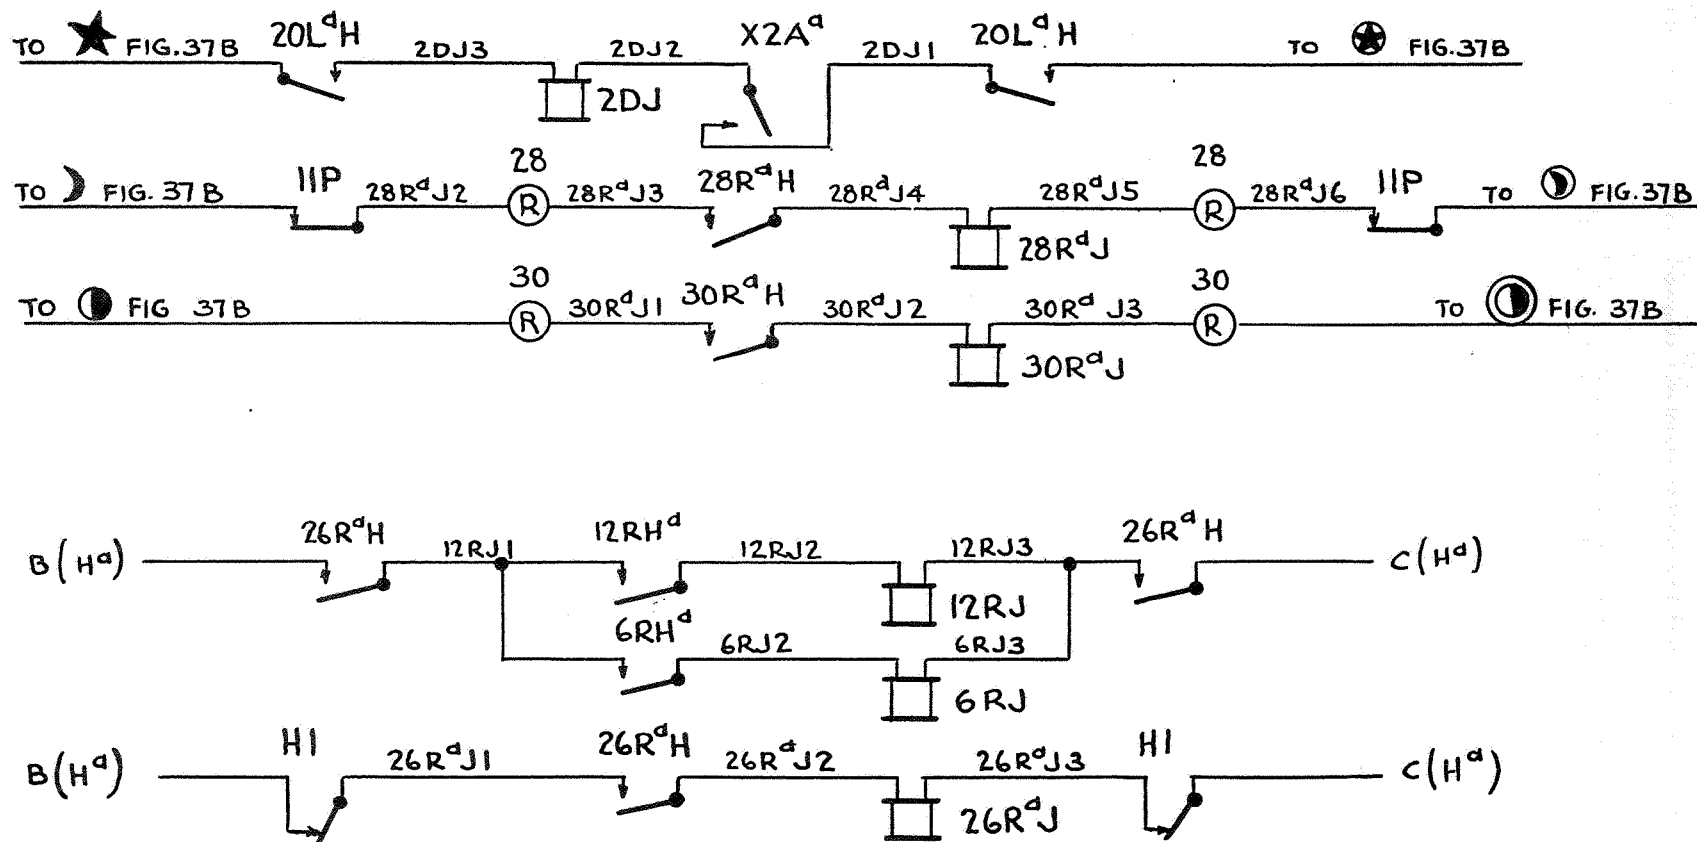 TO FIG.37B 20LᵈH 2DJ3 2DJ2 X2Aᵈ 2DJ1 20LᵈH TO FIG.37B
2DJ
TO FIG. 37B 11P 28RᵈJ2 28 R 28RᵈJ3 28RᵈH 28RᵈJ4 28RᵈJ5 28 R 28RᵈJ6 11P TO FIG.37B
28RᵈJ
TO FIG 37B 30 R 30RᵈJ1 30RᵈH 30RᵈJ2 30RᵈJ3 30 R TO FIG. 37B
30RᵈJ
B(Hᵈ) 26RᵈH 12RJ1 12RHᵈ 12RJ2 12RJ3 26RᵈH C(Hᵈ)
12RJ
6RHᵈ 6RJ2 6RJ3
6RJ
B(Hᵈ) H1 26RᵈJ1 26RᵈH 26RᵈJ2 26RᵈJ3 H1 C(Hᵈ)
26RᵈJ